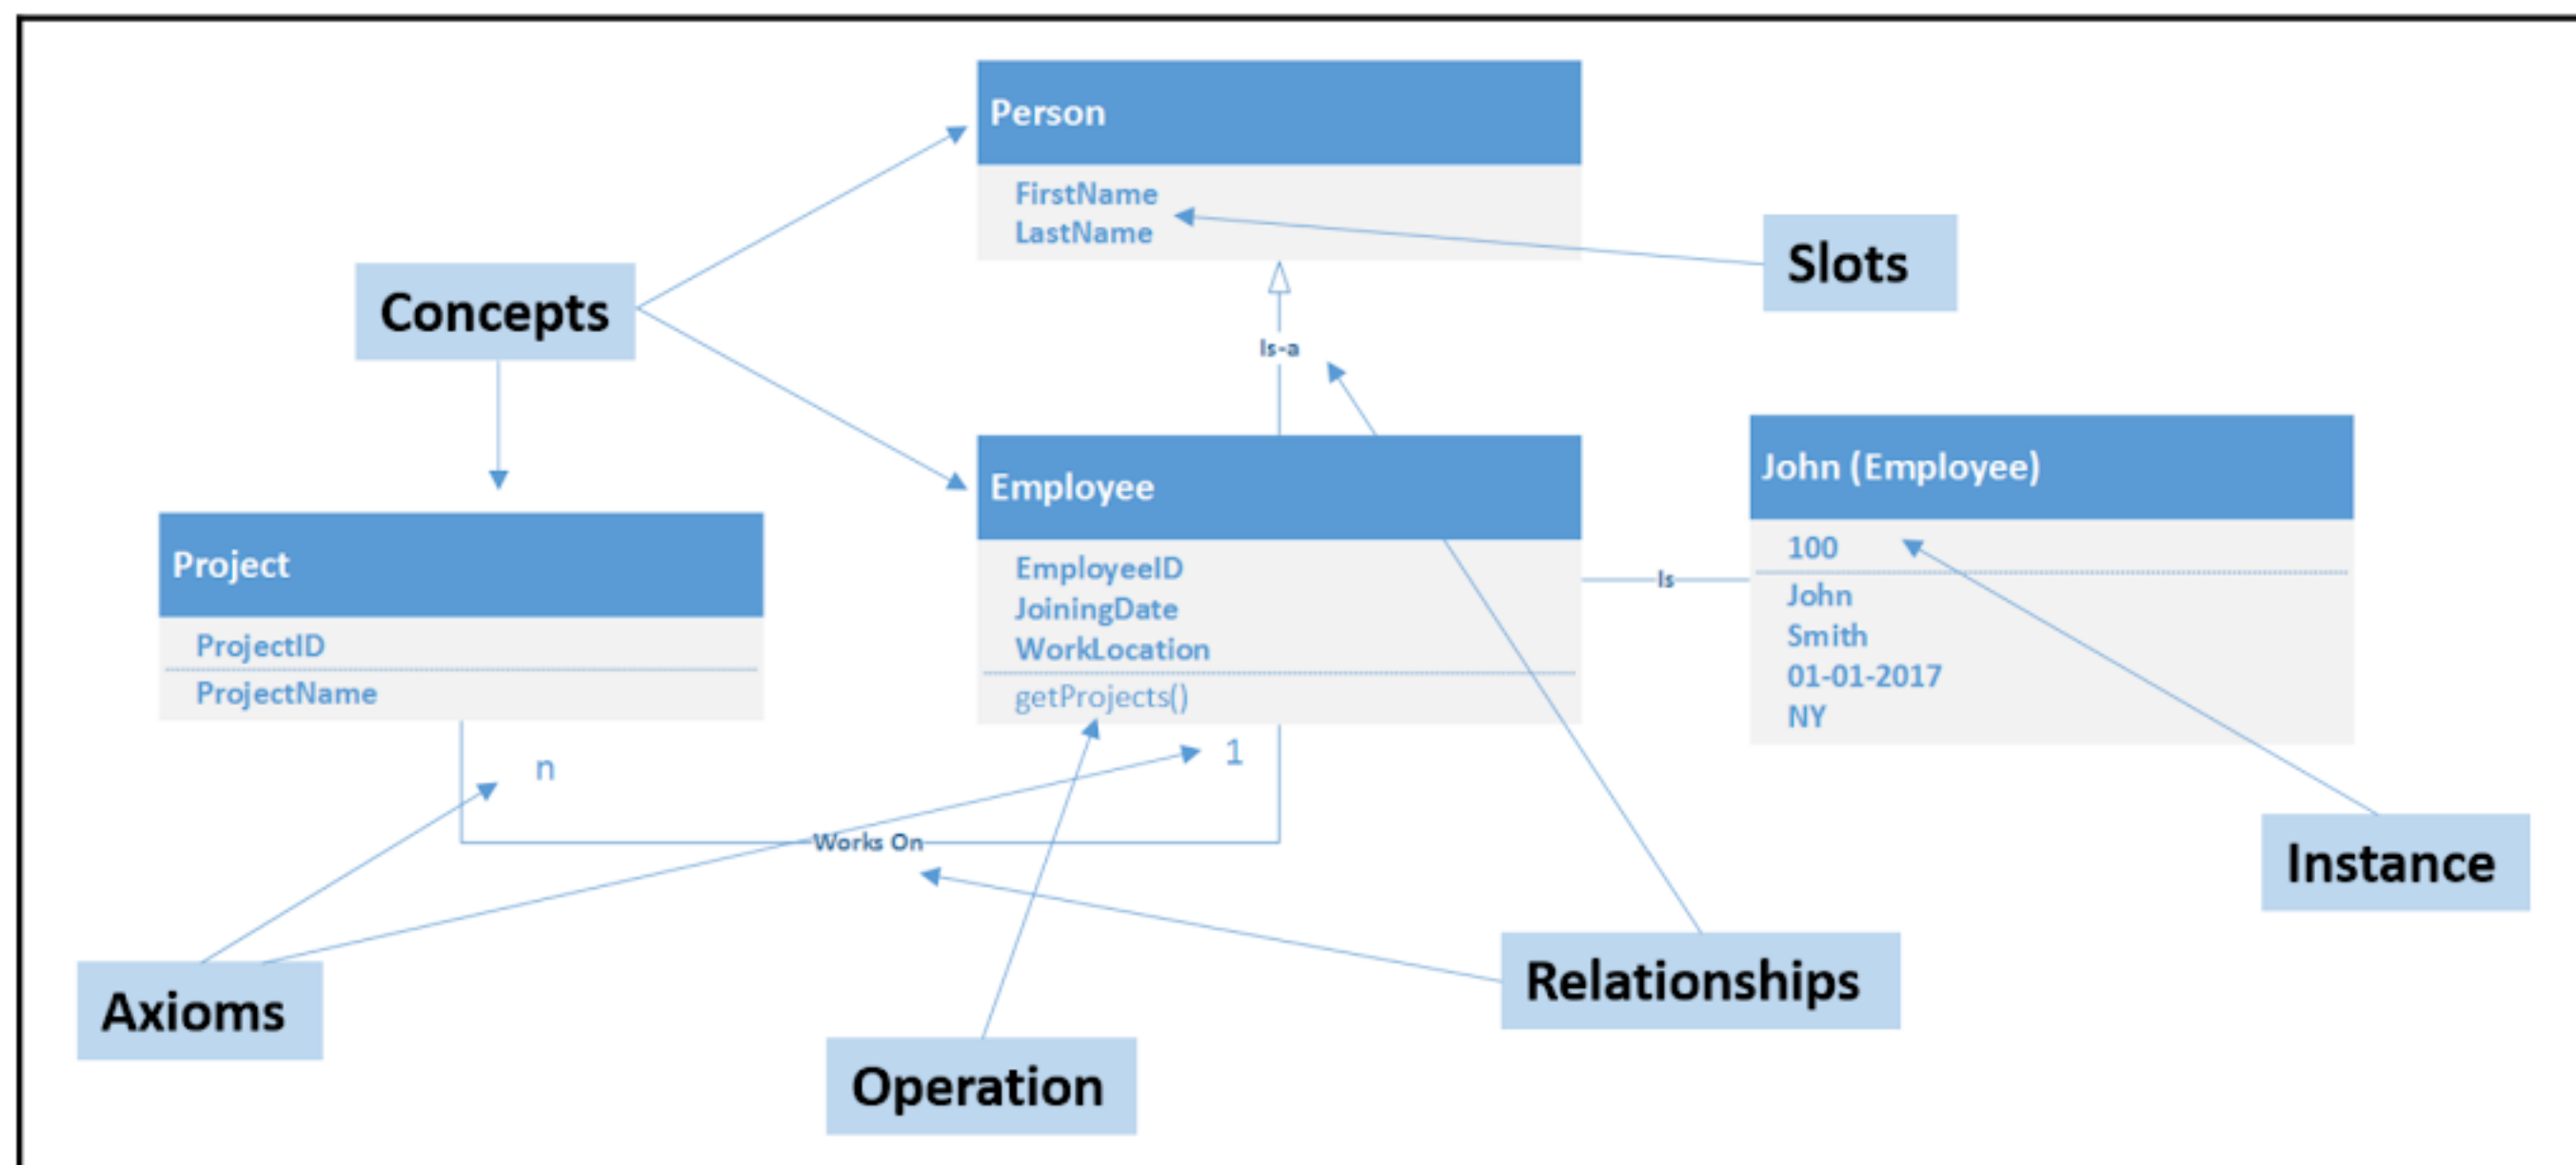 Person
FirstName
LastName
Slots
Concepts
Is-a
Employee
EmployeeID
JoiningDate
WorkLocation
getProjects()
John (Employee)
100
John
Smith
01-01-2017
NY
Is
Project
ProjectID
ProjectName
n
1
Works On
Instance
Axioms
Relationships
Operation